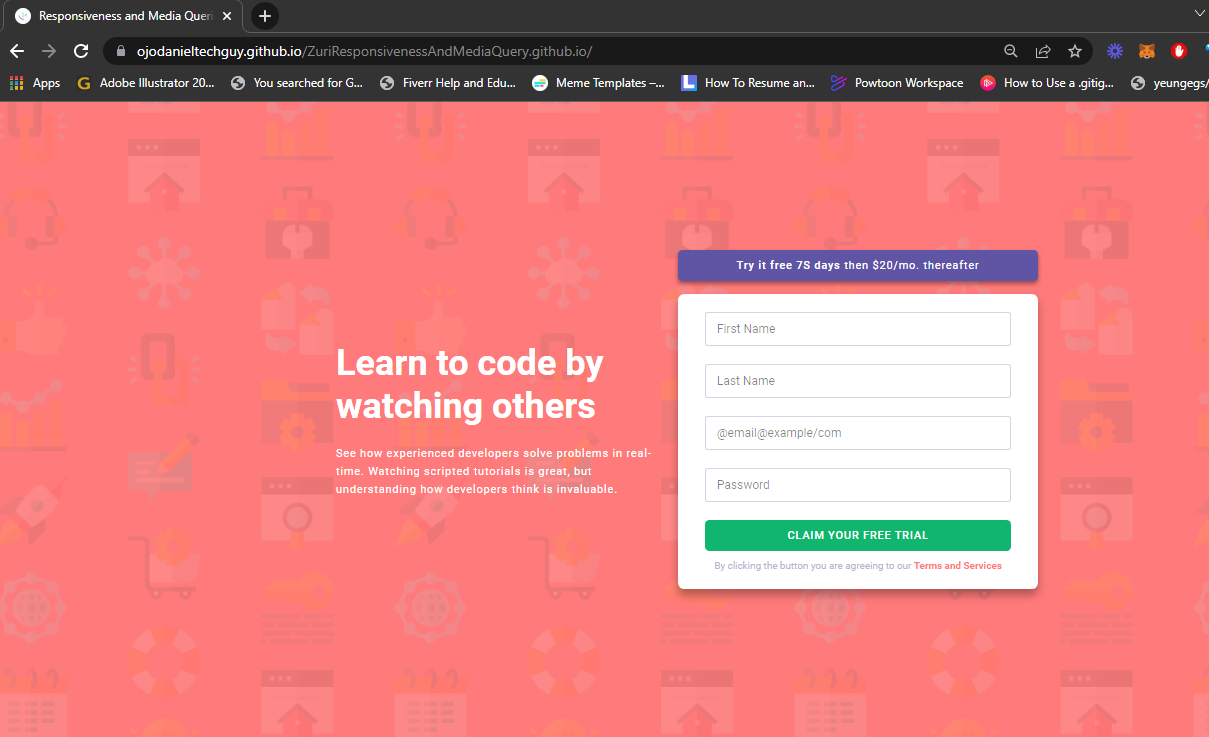 Responsiveness and Media Queri
ojodanieltechguy.github.io/ZuriResponsivenessAndMediaQuery.github.io/
Apps
Adobe Illustrator 20...
You searched for G...
Fiverr Help and Edu...
Meme Templates –...
How To Resume an...
Powtoon Workspace
How to Use a .gitig...
yeungegs/
Learn to code by
watching others
See how experienced developers solve problems in real-
time. Watching scripted tutorials is great, but
understanding how developers think is invaluable.
Try it free 7S days then $20/mo. thereafter
First Name
Last Name
@email@example/com
Password
CLAIM YOUR FREE TRIAL
By clicking the button you are agreeing to our Terms and Services